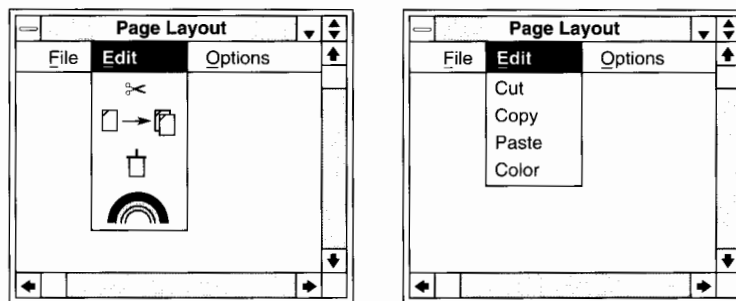 Page Layout
File Edit Options
Page Layout
File Edit Options
Cut
Copy
Paste
Color